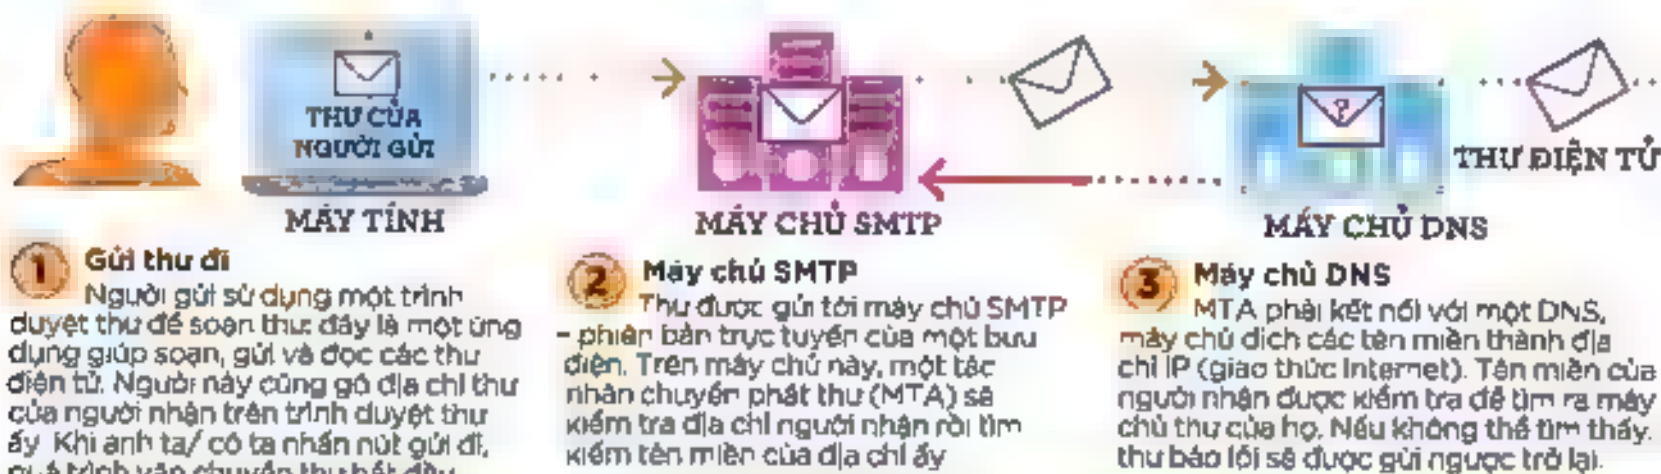 THƯ CỦA
NGƯỜI GỬI
?
THƯ ĐIỆN TỬ
MÁY TÍNH
MÁY CHỦ SMTP
MÁY CHỦ DNS
1 Gửi thư đi
Người gửi sử dụng một trình
duyệt thư để soạn thư: đây là một ứng
dụng giúp soạn, gửi và đọc các thư
điện tử. Người này cũng gõ địa chỉ thư
của người nhận trên trình duyệt thư
ấy. Khi anh ta/ cô ta nhấn nút gửi đi,
quá trình vận chuyển thư bắt đầu
2 Máy chủ SMTP
Thư được gửi tới máy chủ SMTP
– phiên bản trực tuyến của một bưu
điện. Trên máy chủ này, một tác
nhân chuyển phát thư (MTA) sẽ
kiểm tra địa chỉ người nhận rồi tìm
kiếm tên miền của địa chỉ ấy
3 Máy chủ DNS
MTA phải kết nối với một DNS,
máy chủ dịch các tên miền thành địa
chỉ IP (giao thức Internet). Tên miền của
người nhận được kiểm tra để tìm ra máy
chủ thư của họ. Nếu không thể tìm thấy.
thư báo lỗi sẽ được gửi ngược trở lại.